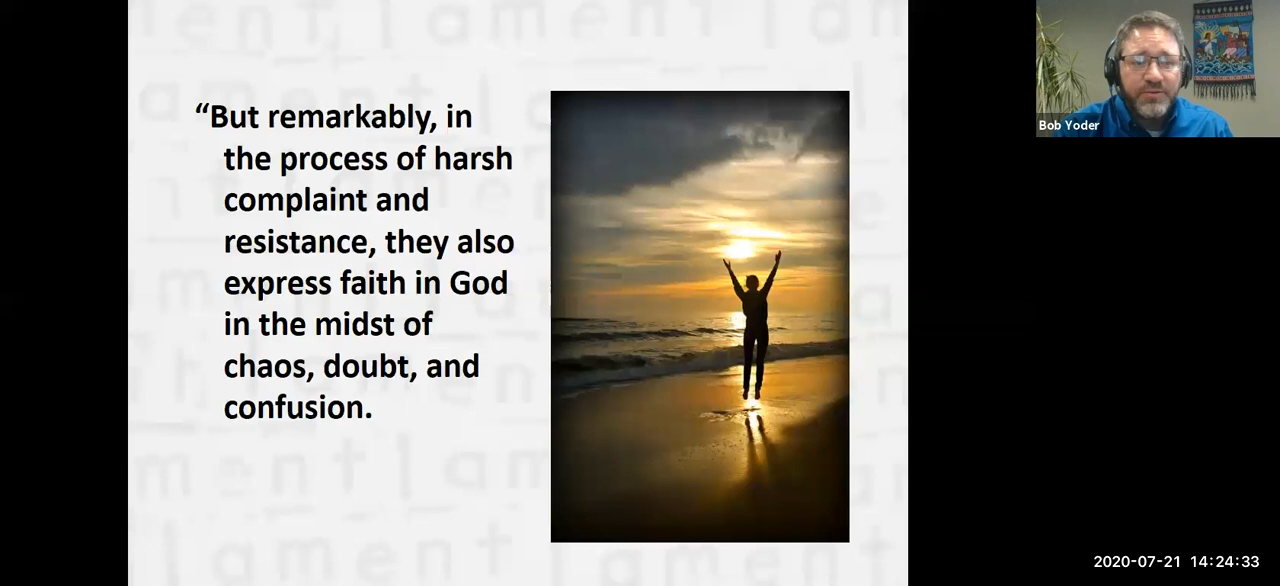 “But remarkably, in
the process of harsh
complaint and
resistance, they also
express faith in God
in the midst of
chaos, doubt, and
confusion.
Bob Yoder
2020-07-21 14:24:33